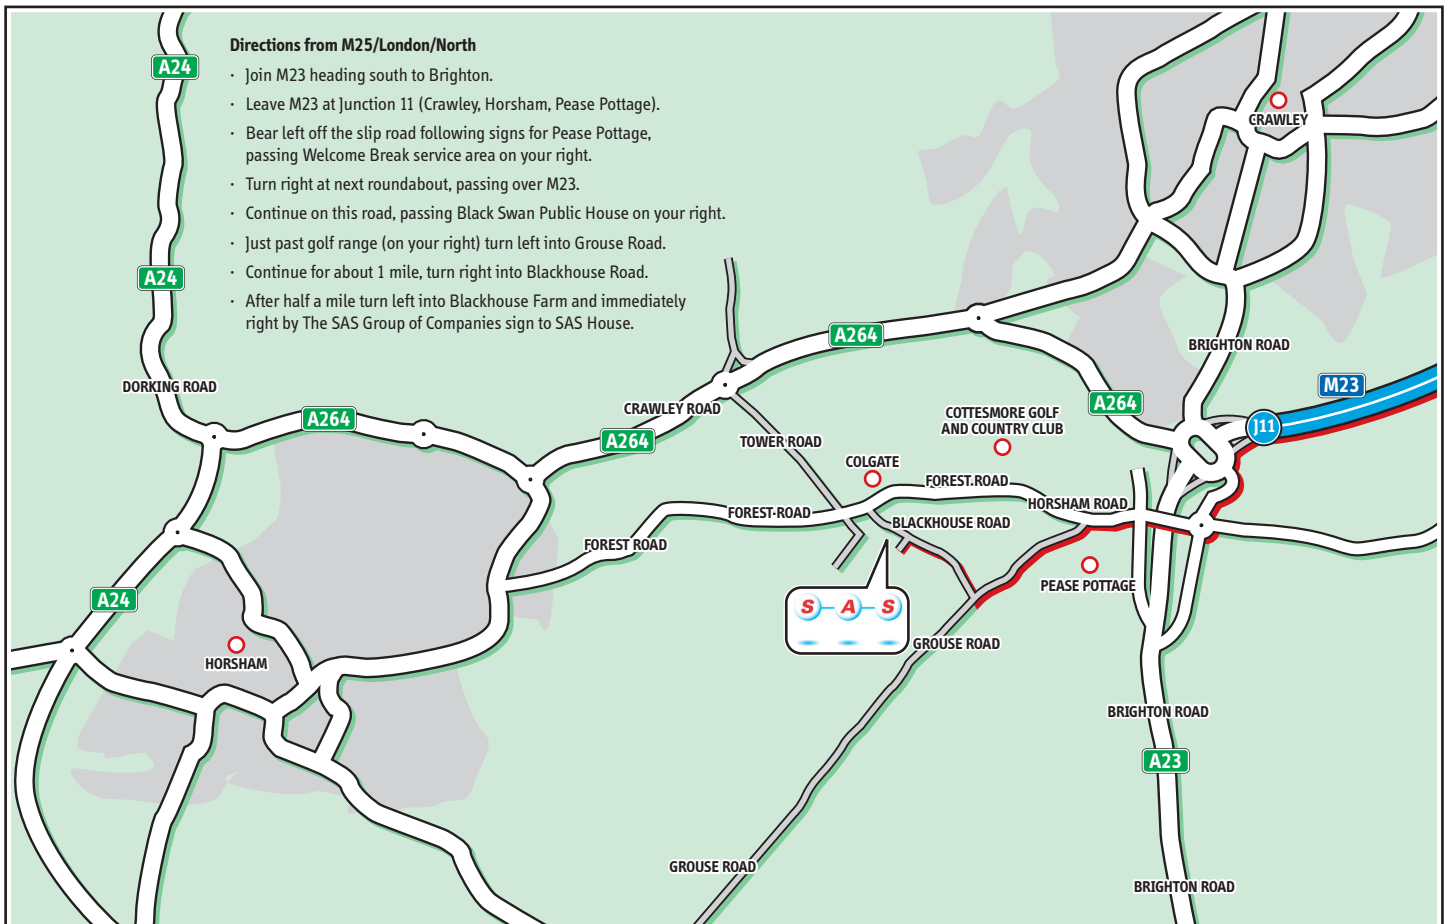 Directions from M25/London/North
· Join M23 heading south to Brighton.
· Leave M23 at Junction 11 (Crawley, Horsham, Pease Pottage).
· Bear left off the slip road following signs for Pease Pottage,
passing Welcome Break service area on your right.
· Turn right at next roundabout, passing over M23.
· Continue on this road, passing Black Swan Public House on your right.
· Just past golf range (on your right) turn left into Grouse Road.
· Continue for about 1 mile, turn right into Blackhouse Road.
· After half a mile turn left into Blackhouse Farm and immediately
right by The SAS Group of Companies sign to SAS House.
A24
CRAWLEY
A24
A264
BRIGHTON ROAD
DORKING ROAD
M23
A264
CRAWLEY ROAD
A264
A264
COTTESMORE GOLF
AND COUNTRY CLUB
J11
TOWER ROAD
COLGATE
FOREST ROAD
HORSHAM ROAD
FOREST ROAD
BLACKHOUSE ROAD
FOREST ROAD
PEASE POTTAGE
A24
S A S
GROUSE ROAD
HORSHAM
BRIGHTON ROAD
A23
GROUSE ROAD
BRIGHTON ROAD